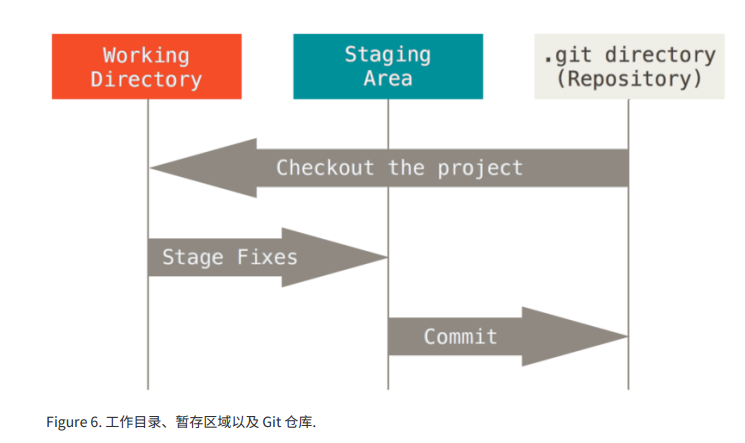 Working
Directory
Staging
Area
.git directory
(Repository)
Checkout the project
Stage Fixes
Commit
Figure 6. 工作目录、暂存区域以及 Git 仓库.